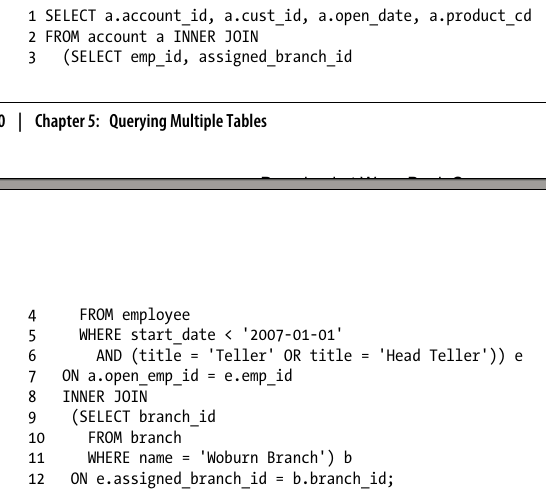 1 SELECT a.account_id, a.cust_id, a.open_date, a.product_cd
2 FROM account a INNER JOIN
3   (SELECT emp_id, assigned_branch_id
0 | Chapter 5: Querying Multiple Tables
4     FROM employee
5     WHERE start_date < '2007-01-01'
6       AND (title = 'Teller' OR title = 'Head Teller')) e
7   ON a.open_emp_id = e.emp_id
8   INNER JOIN
9    (SELECT branch_id
10     FROM branch
11     WHERE name = 'Woburn Branch') b
12   ON e.assigned_branch_id = b.branch_id;